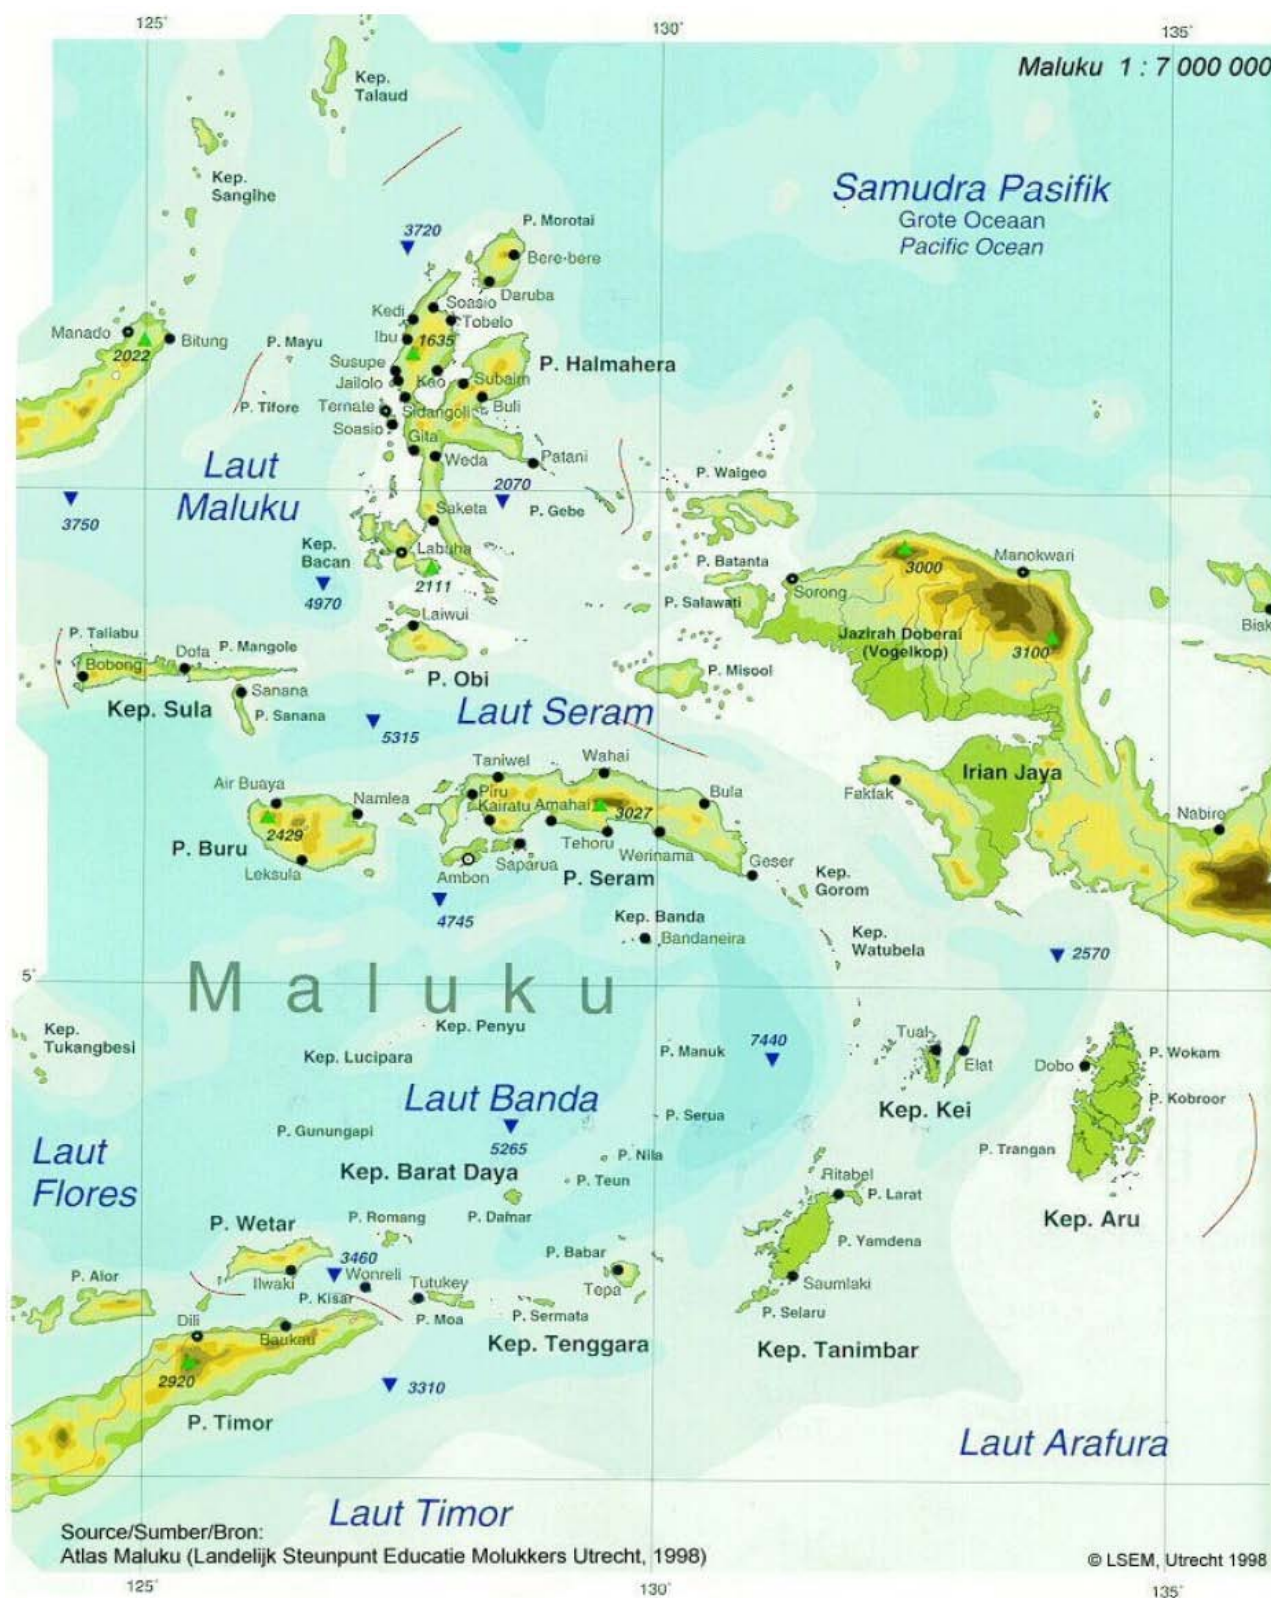 125°
130°
135°
Maluku 1 : 7 000 000
Kep.
Talaud
Kep.
Sangihe
Samudra Pasifik
Grote Oceaan
Pacific Ocean
3720
P. Morotai
Bere-bere
Daruba
Kedi
Soasio
Tobelo
Manado
2022
Bitung
P. Mayu
Ibu
1635
P. Halmahera
Susupe
Jailolo
Kao
Subaim
P. Tifore
Ternate
Sidangoli
Buli
Soasio
Gita
Weda
Patani
Laut
Maluku
3750
2070
P. Gebe
P. Waigeo
Saketa
Kep.
Bacan
Labuha
2111
4970
P. Batanta
3000
Manokwari
Sorong
P. Salawati
Biak
Laiwui
P. Obi
Jazirah Doberai
(Vogelkop)
3100
P. Taliabu
Bobong
Dofa
P. Mangole
P. Misool
Kep. Sula
Sanana
P. Sanana
Laut Seram
5315
Taniwel
Wahai
Irian Jaya
Air Buaya
Namlea
Piru
Kairatu
Amahai
3027
Bula
Fakfak
Nabire
2429
P. Buru
Leksula
Ambon
Saparua
Tehoru
Werinama
P. Seram
Geser
Kep.
Gorom
4745
Kep. Banda
Bandaneira
Kep.
Watubela
2570
5°
Maluku
Kep.
Tukangbesi
Kep. Penyu
Kep. Lucipara
P. Manuk
7440
Tual
Elat
Dobo
P. Wokam
P. Kobroor
Laut Banda
P. Serua
Kep. Kei
P. Gunungapi
5265
P. Nila
P. Trangan
Laut
Flores
Kep. Barat Daya
P. Teun
Ritabel
P. Larat
Kep. Aru
P. Wetar
P. Romang
P. Damar
P. Yamdena
3460
P. Babar
Ilwaki
Wonreli
Tutukey
Tepa
Saumlaki
P. Alor
P. Kisar
P. Moa
P. Sermata
P. Selaru
Dili
Baukau
Kep. Tenggara
Kep. Tanimbar
2920
3310
P. Timor
Laut Arafura
Laut Timor
Source/Sumber/Bron:
Atlas Maluku (Landelijk Steunpunt Educatie Molukkers Utrecht, 1998)
© LSEM, Utrecht 1998
125°
130°
135°